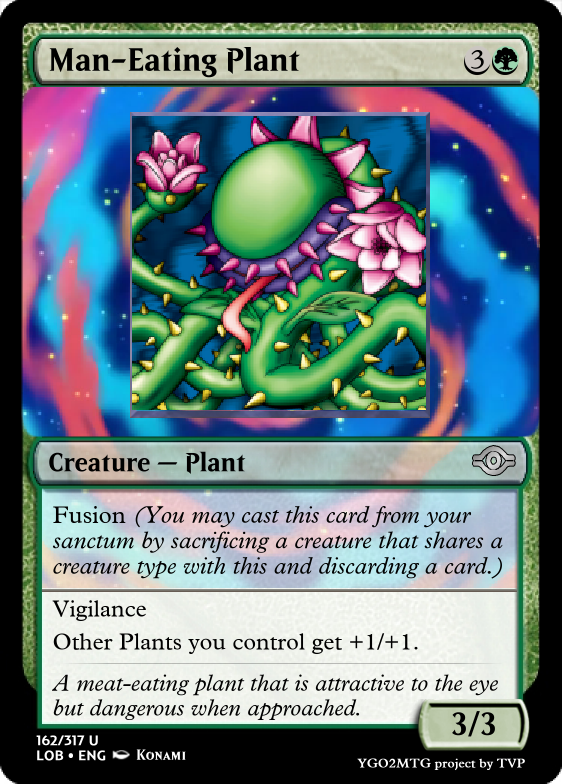 Man-Eating Plant
3
Creature — Plant
Fusion (You may cast this card from your
sanctum by sacrificing a creature that shares a
creature type with this and discarding a card.)
Vigilance
Other Plants you control get +1/+1.
A meat-eating plant that is attractive to the eye
but dangerous when approached.
3/3
162/317 U
LOB • ENG Konami
YGO2MTG project by TVP